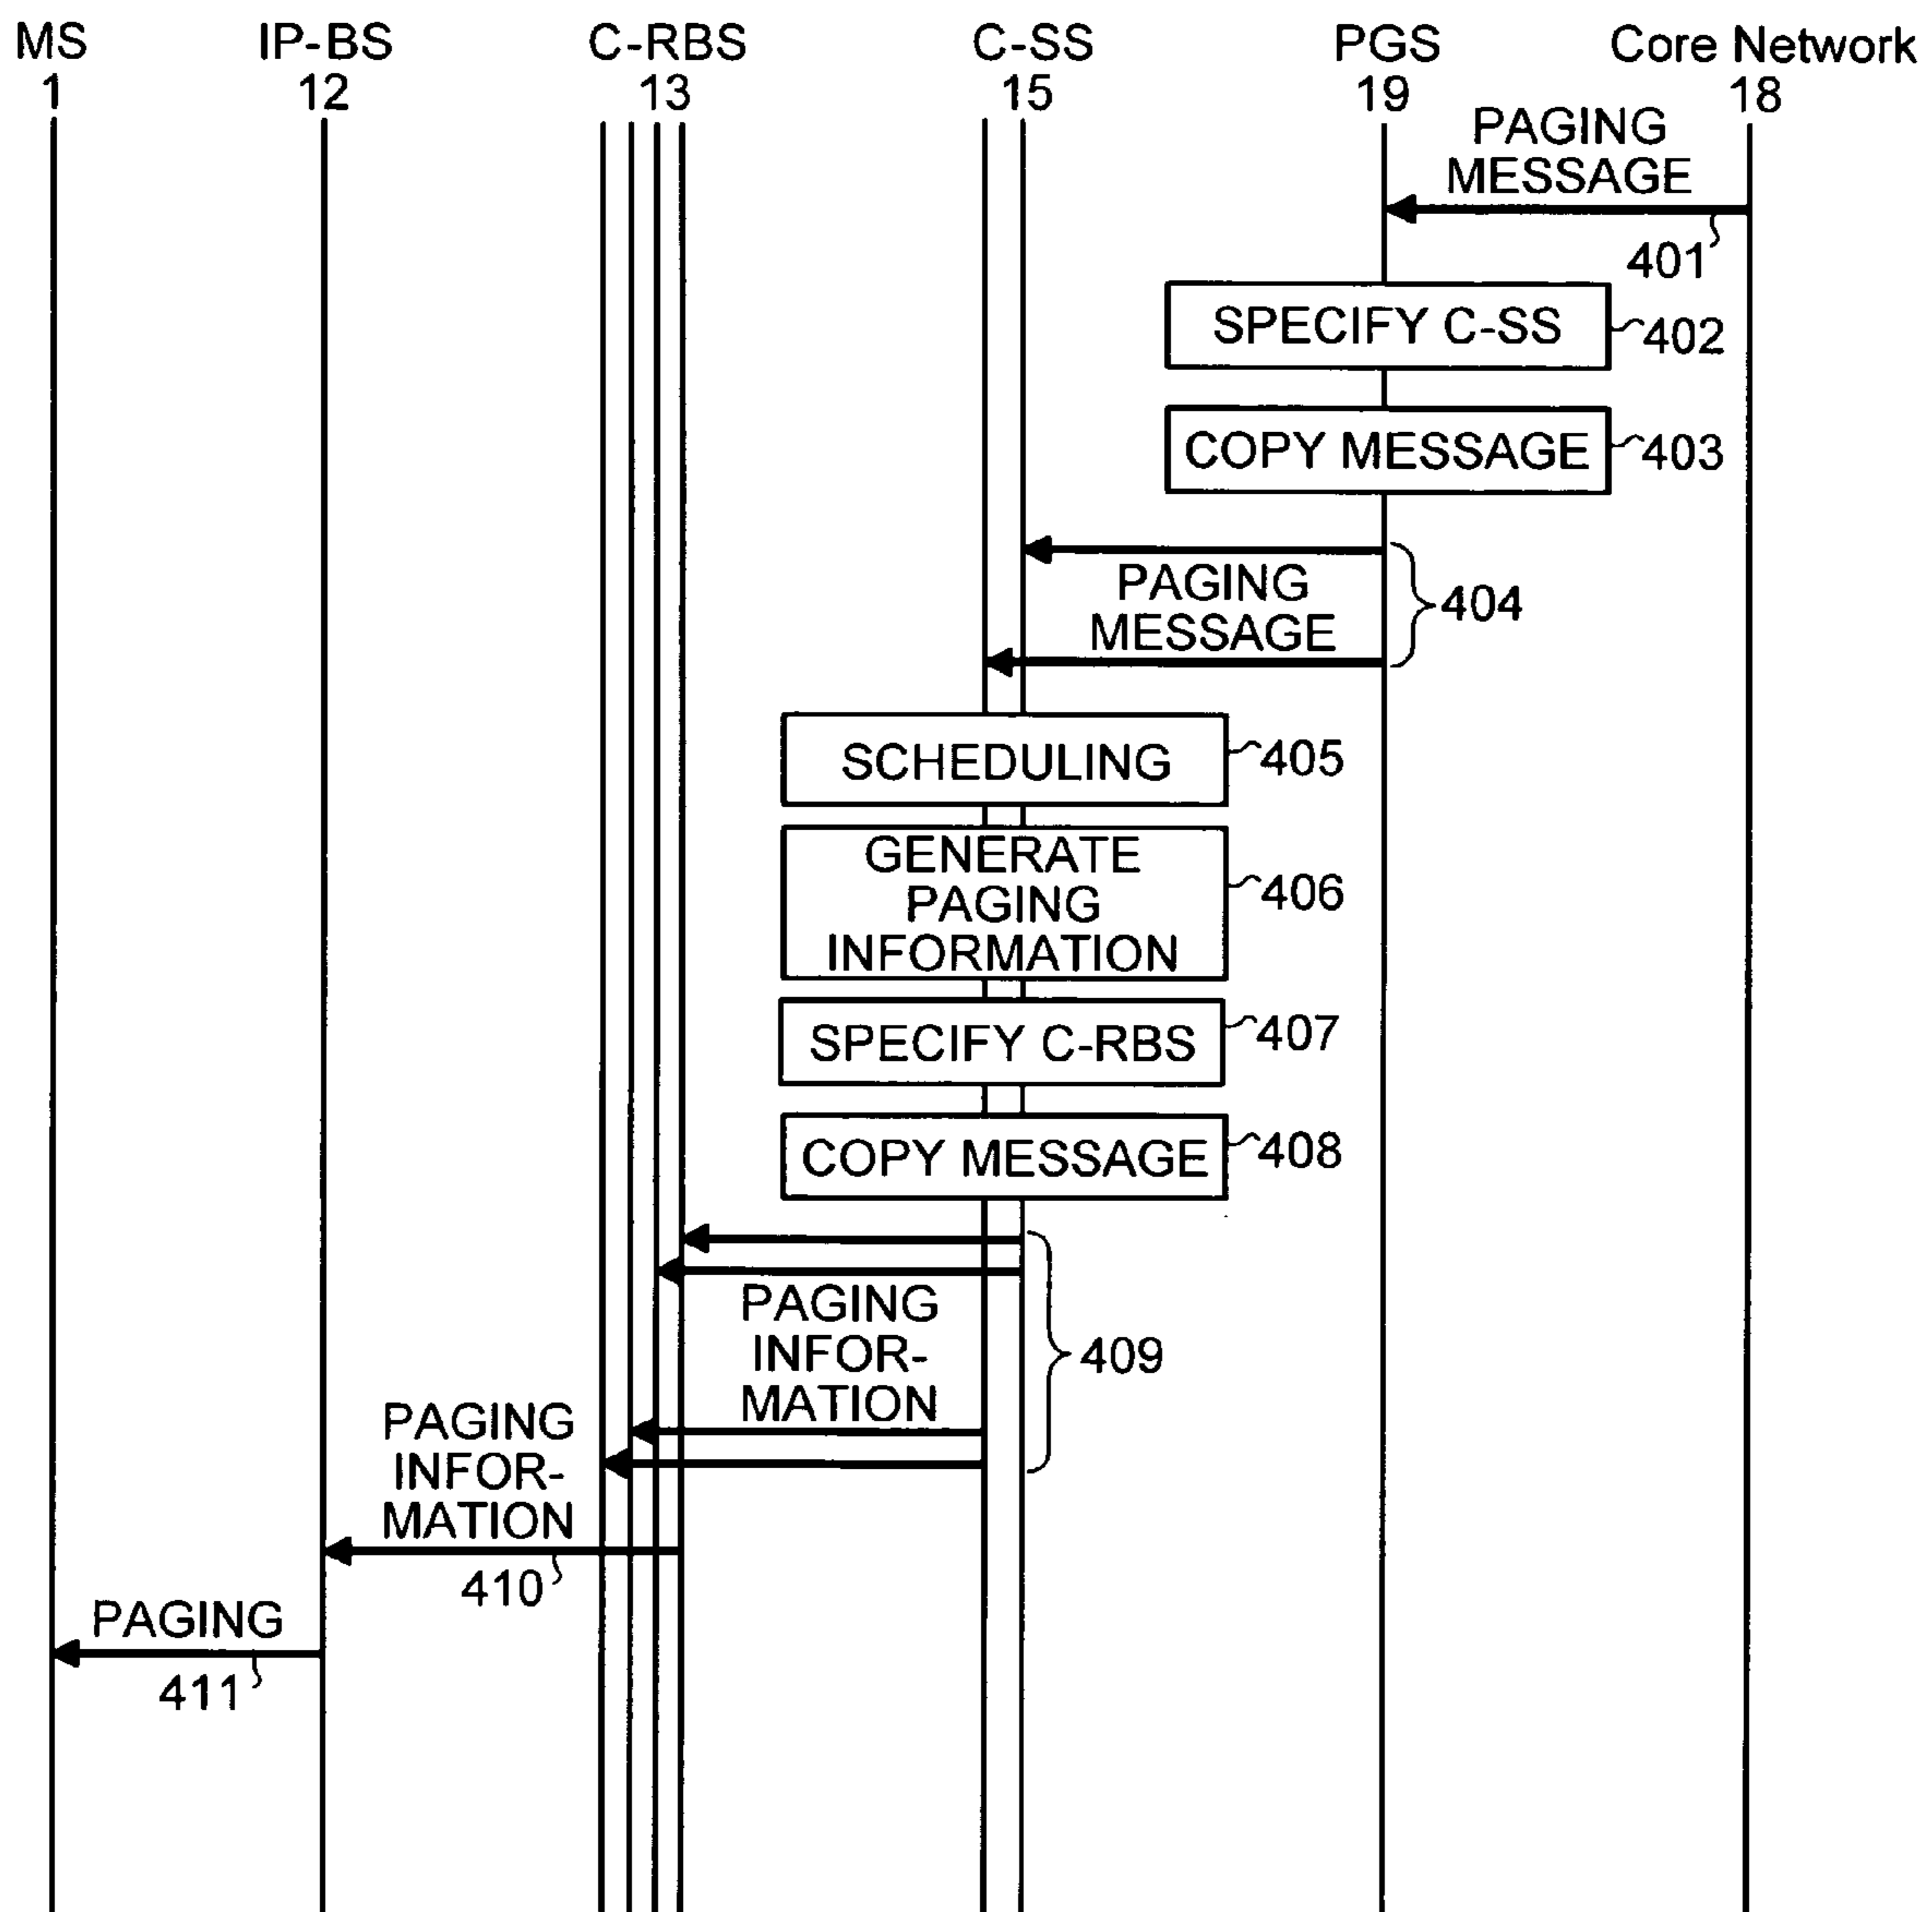 MS
1
IP-BS
12
C-RBS
13
C-SS
15
PGS
19
Core Network
18
PAGING
MESSAGE
401
SPECIFY C-SS
402
COPY MESSAGE
403
PAGING
MESSAGE
404
SCHEDULING
405
GENERATE
PAGING
INFORMATION
406
SPECIFY C-RBS
407
COPY MESSAGE
408
PAGING
INFOR-
MATION
409
PAGING
INFOR-
MATION
410
PAGING
411